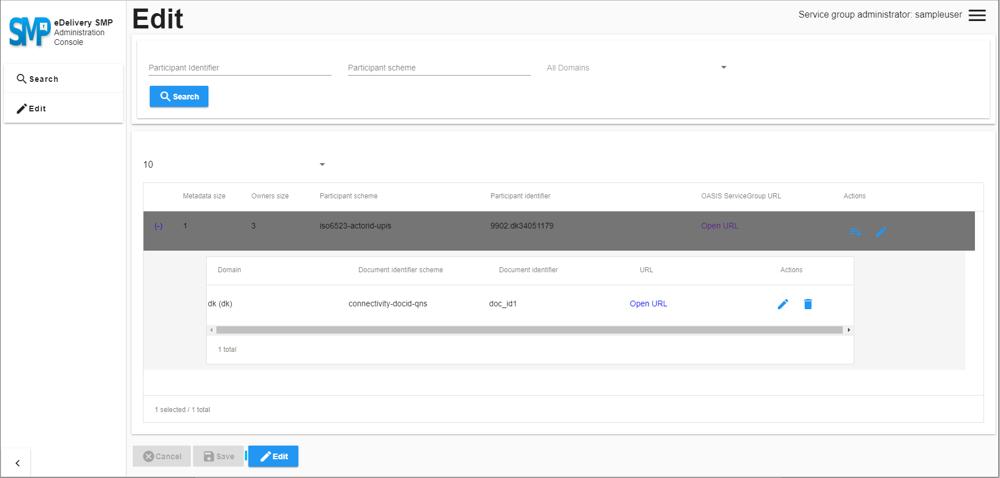 SMP
eDelivery SMP
Administration
Console
Search
Edit
Edit
Service group administrator: sampleuser
Participant Identifier
Participant scheme
All Domains
Search
10
Metadata size
Owners size
Participant scheme
Participant identifier
OASIS ServiceGroup URL
Actions
(-)
1
3
iso6523-actorid-upis
9902:dk34051179
Open URL
Domain
Document identifier scheme
Document identifier
URL
Actions
dk (dk)
connectivity-docid-qns
doc_id1
Open URL
1 total
1 selected / 1 total
Cancel
Save
Edit